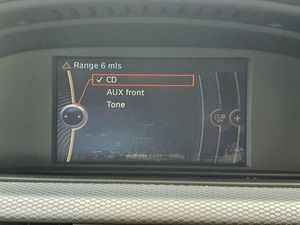 Range 6 mls
CD
AUX front
Tone